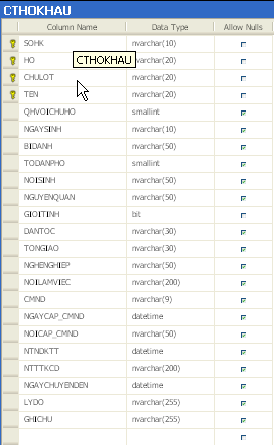 CTHOKHAU
Column Name Data Type Allow Nulls
SOHK nvarchar(10)
HO nvarchar(20)
CTHOKHAU
CHULOT nvarchar(20)
TEN nvarchar(20)
QHVOICHUHO smallint
NGAYSINH nvarchar(10)
BIDANH nvarchar(50)
TODANPHO smallint
NOISINH nvarchar(50)
NGUYENQUAN nvarchar(50)
GIOITINH bit
DANTOC nvarchar(30)
TONGIAO nvarchar(30)
NGHENGHIEP nvarchar(50)
NOILAMVIEC nvarchar(200)
CMND nvarchar(9)
NGAYCAP_CMND datetime
NOICAP_CMND nvarchar(50)
NTNDKTT datetime
NTTTKCD nvarchar(200)
NGAYCHUYENDEN datetime
LYDO nvarchar(255)
GHICHU nvarchar(255)